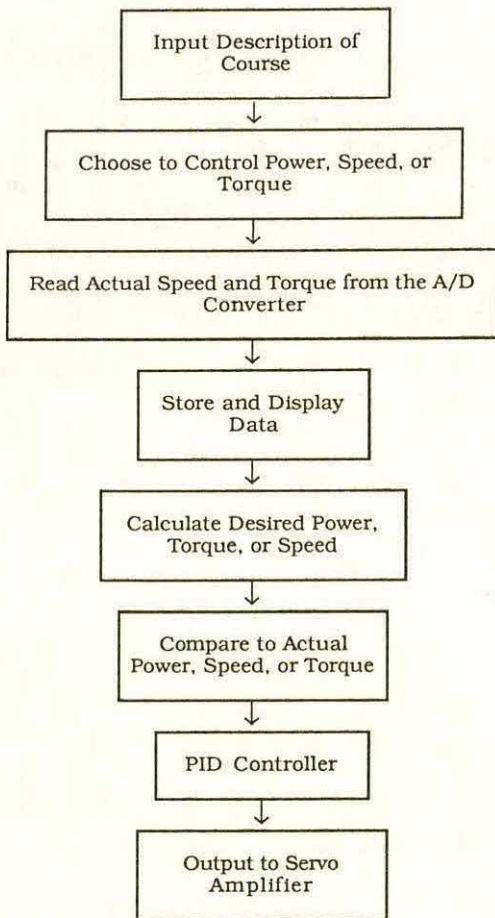 Input Description of
Course
Choose to Control Power, Speed, or
Torque
Read Actual Speed and Torque from the A/D
Converter
Store and Display
Data
Calculate Desired Power,
Torque, or Speed
Compare to Actual
Power, Speed, or Torque
PID Controller
Output to Servo
Amplifier